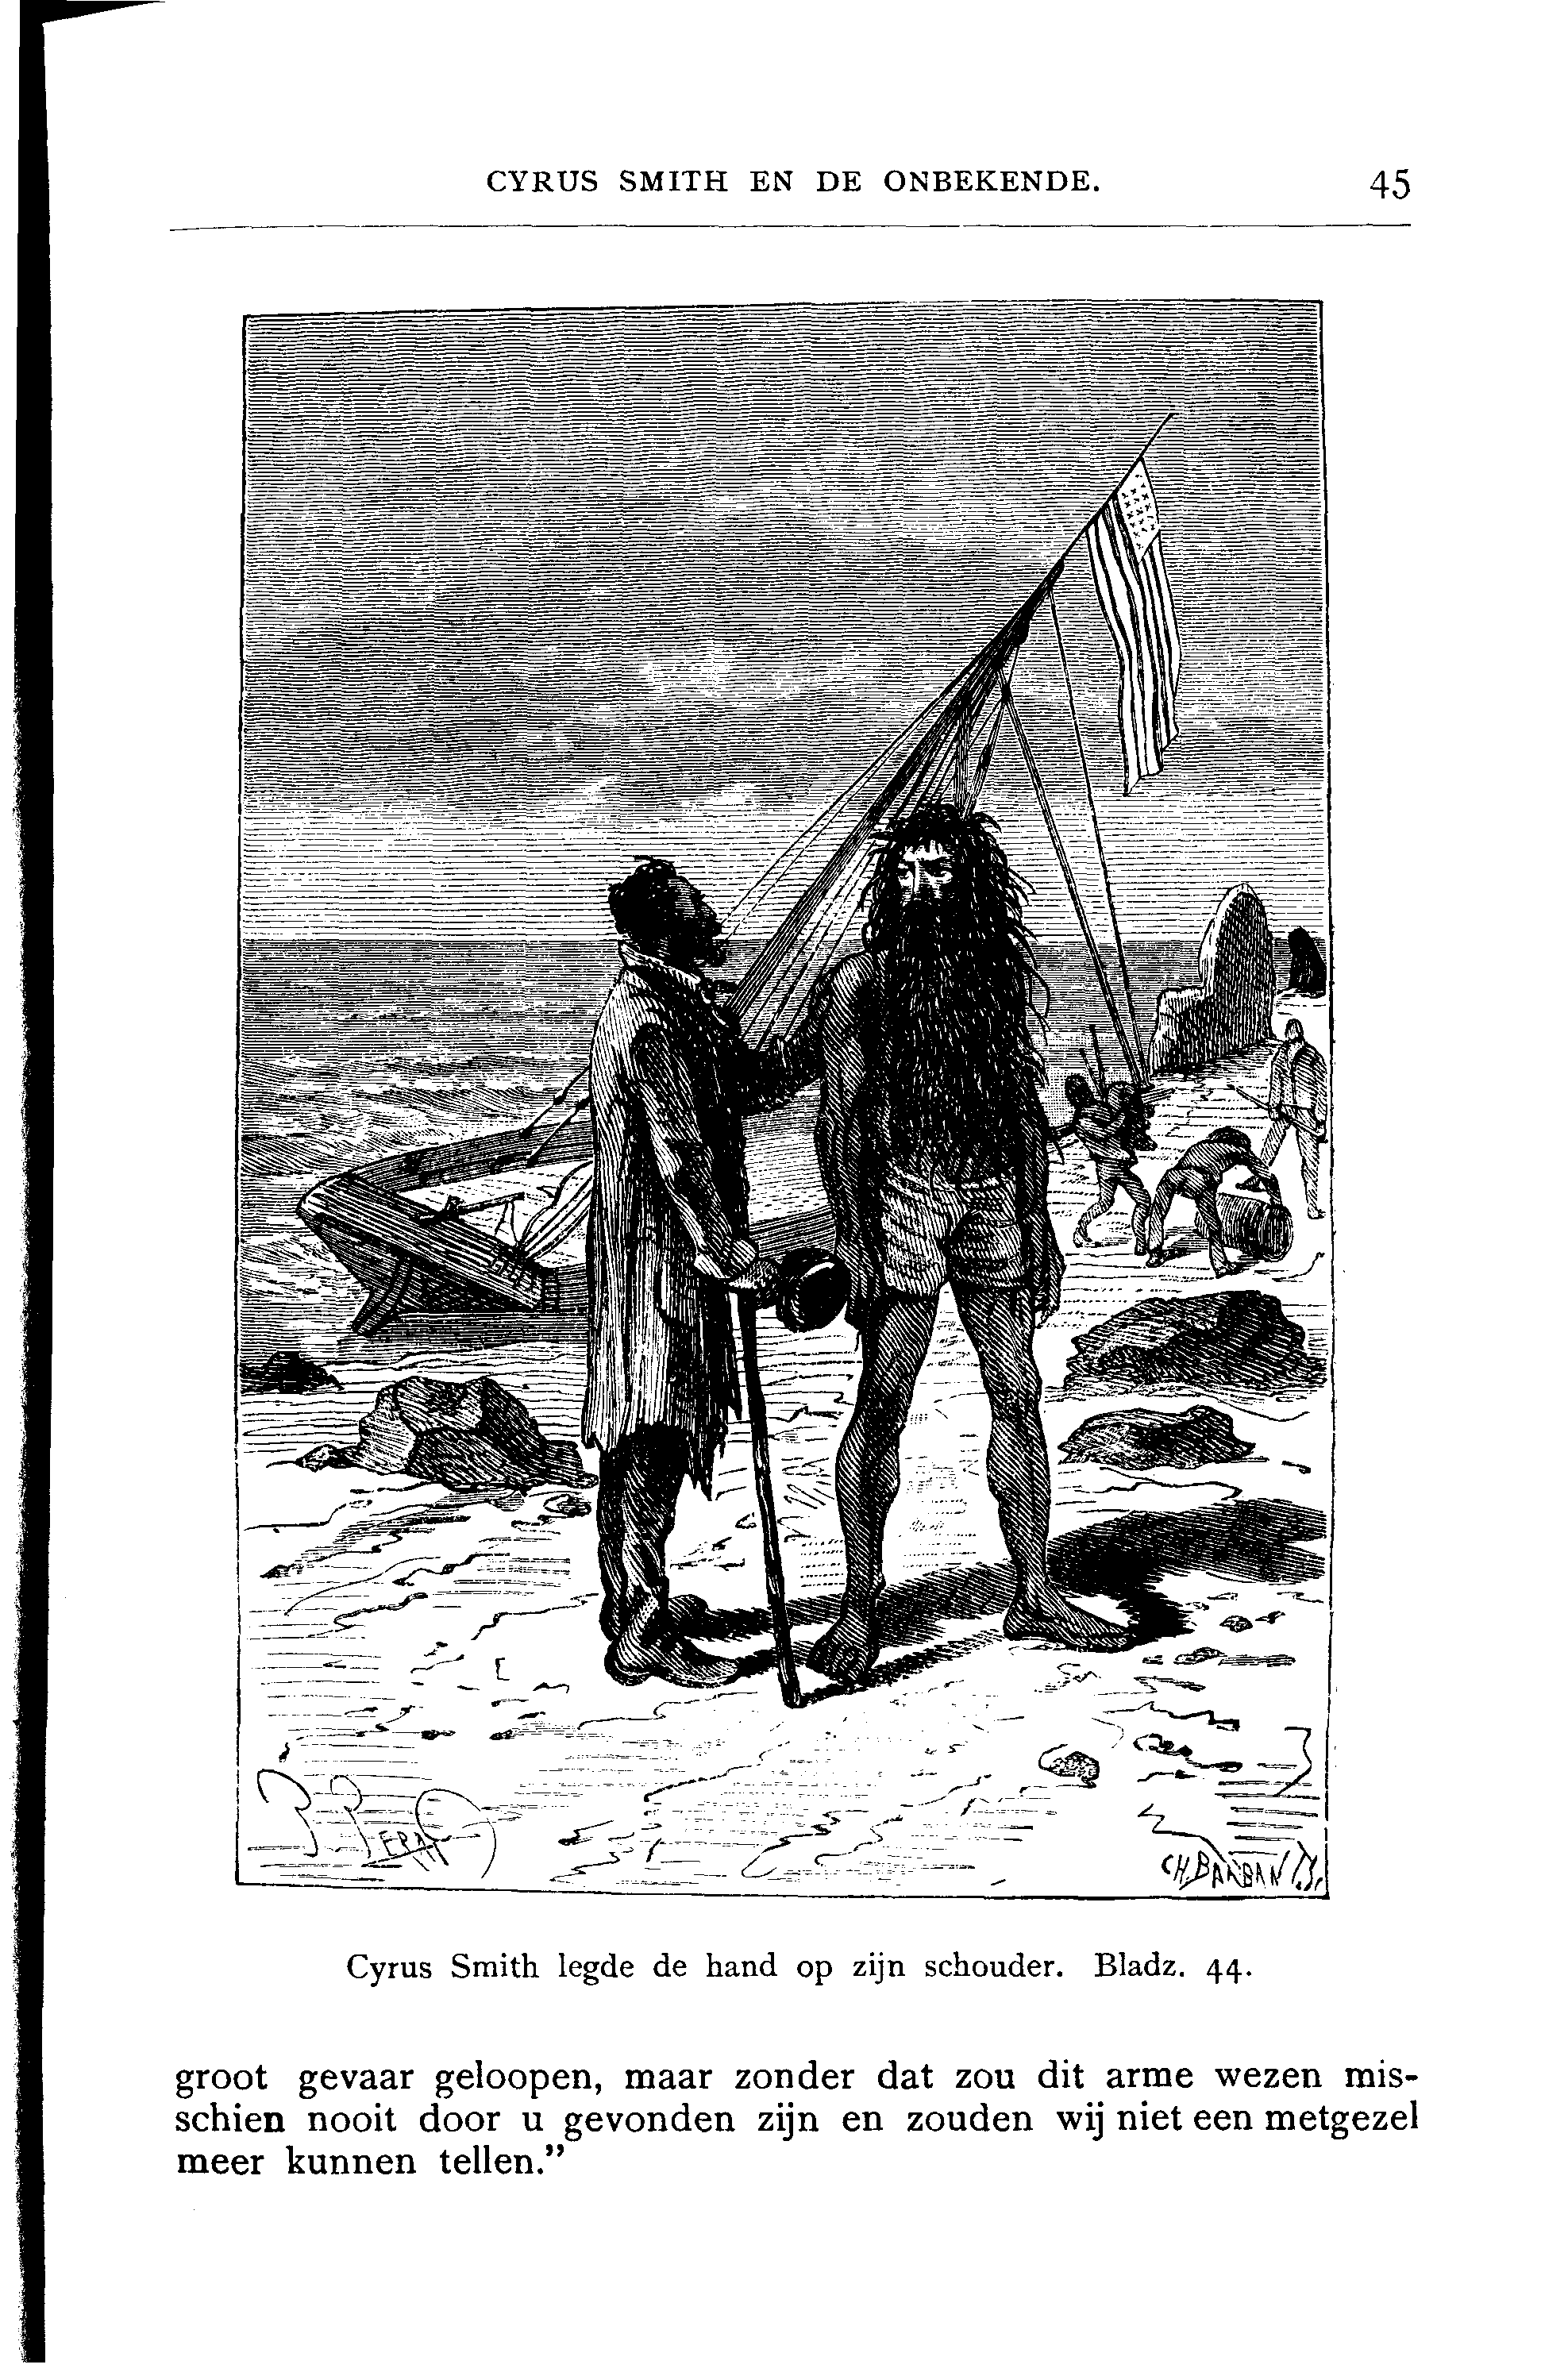 CYRUS SMITH EN DE ONBEKENDE. 45
CH. BARBANT
Cyrus Smith legde de hand op zijn schouder. Bladz. 44.
groot gevaar geloopen, maar zonder dat zou dit arme wezen mis-
schien nooit door u gevonden zijn en zouden wij niet een metgezel
meer kunnen tellen.”